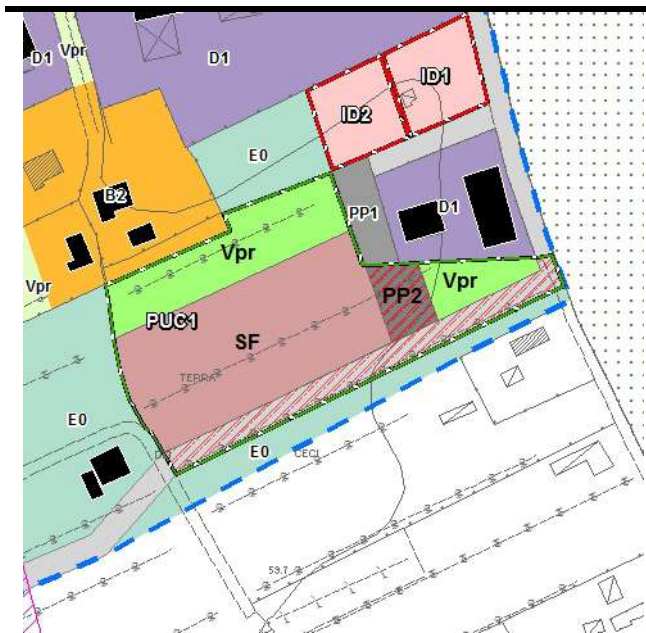 D1
Vpr
D1
ID1
ID2
E0
B2
PP1
D1
Vpr
Vpr
Vpr
PP2
PUC1
SF
TERRA
E0
E0
CECI
59.7